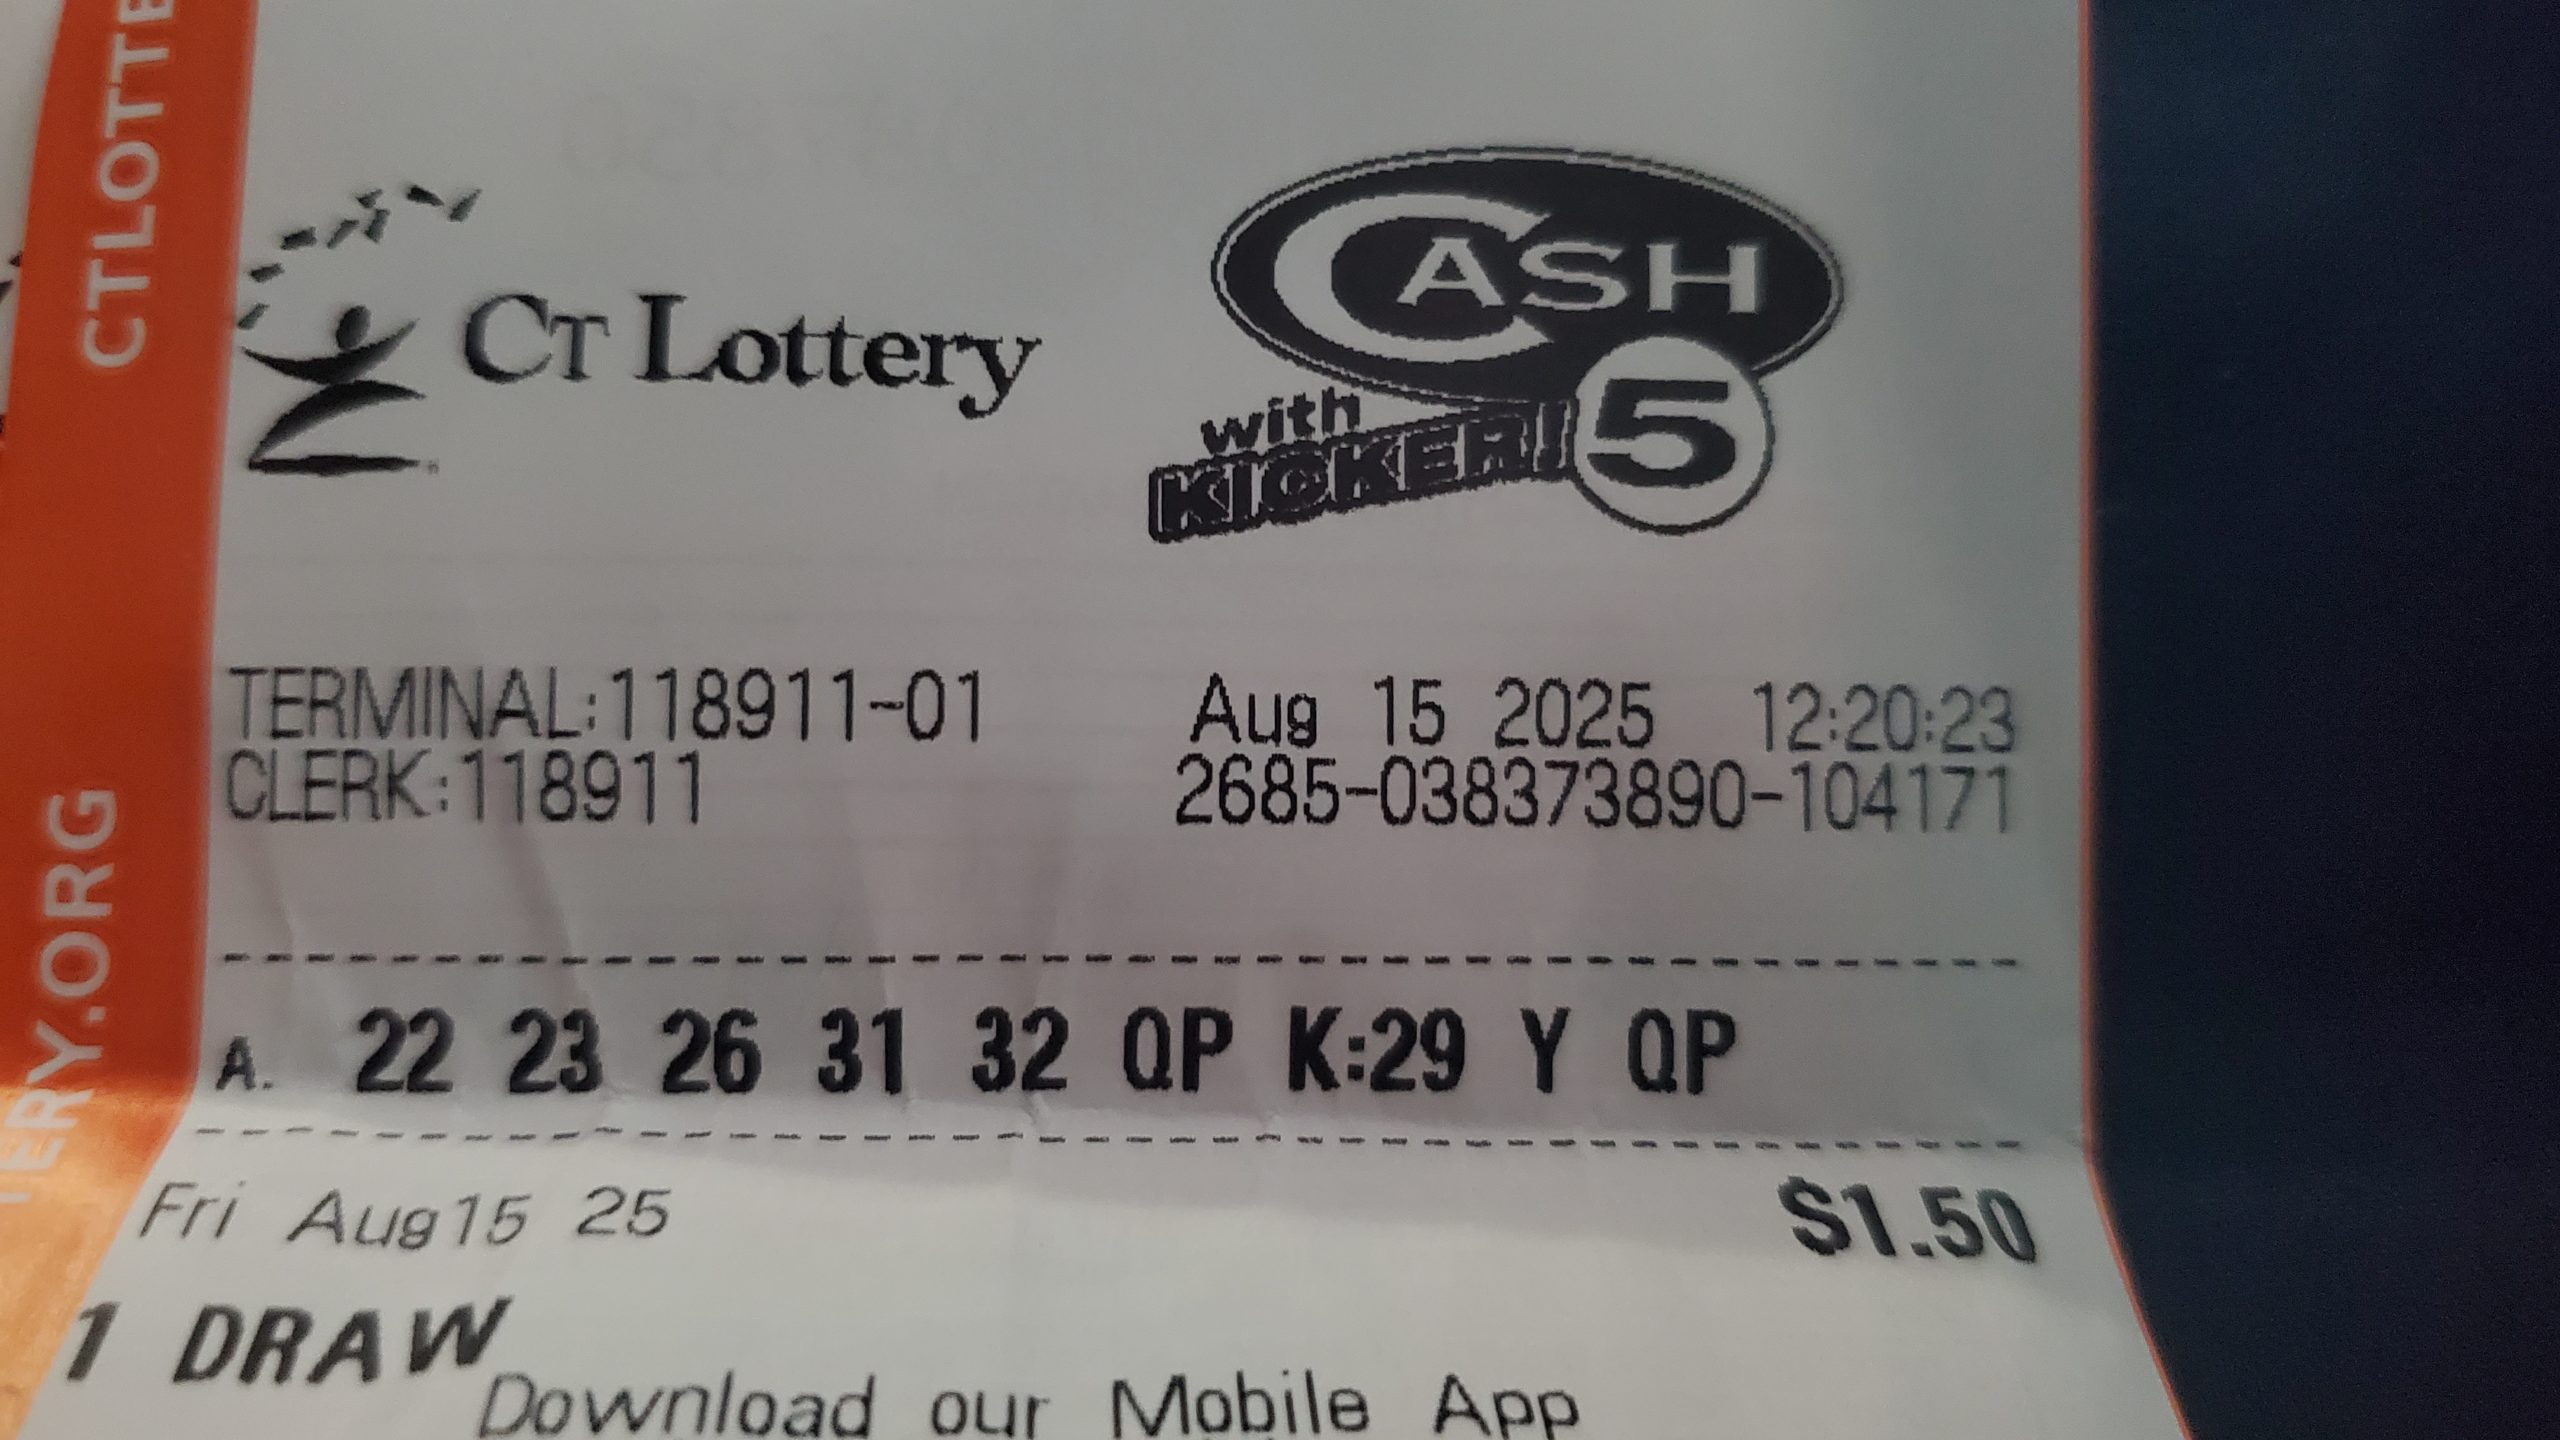 CTLOTTE
CT Lottery
CASH
5
with
KICKER!
TERMINAL:118911-01 Aug 15 2025 12:20:23
CLERK:118911 2685-038373890-104171
A. 22 23 26 31 32 QP K:29 Y QP
Fri Aug15 25 $1.50
1 DRAW
Download our Mobile App
TERY.ORG